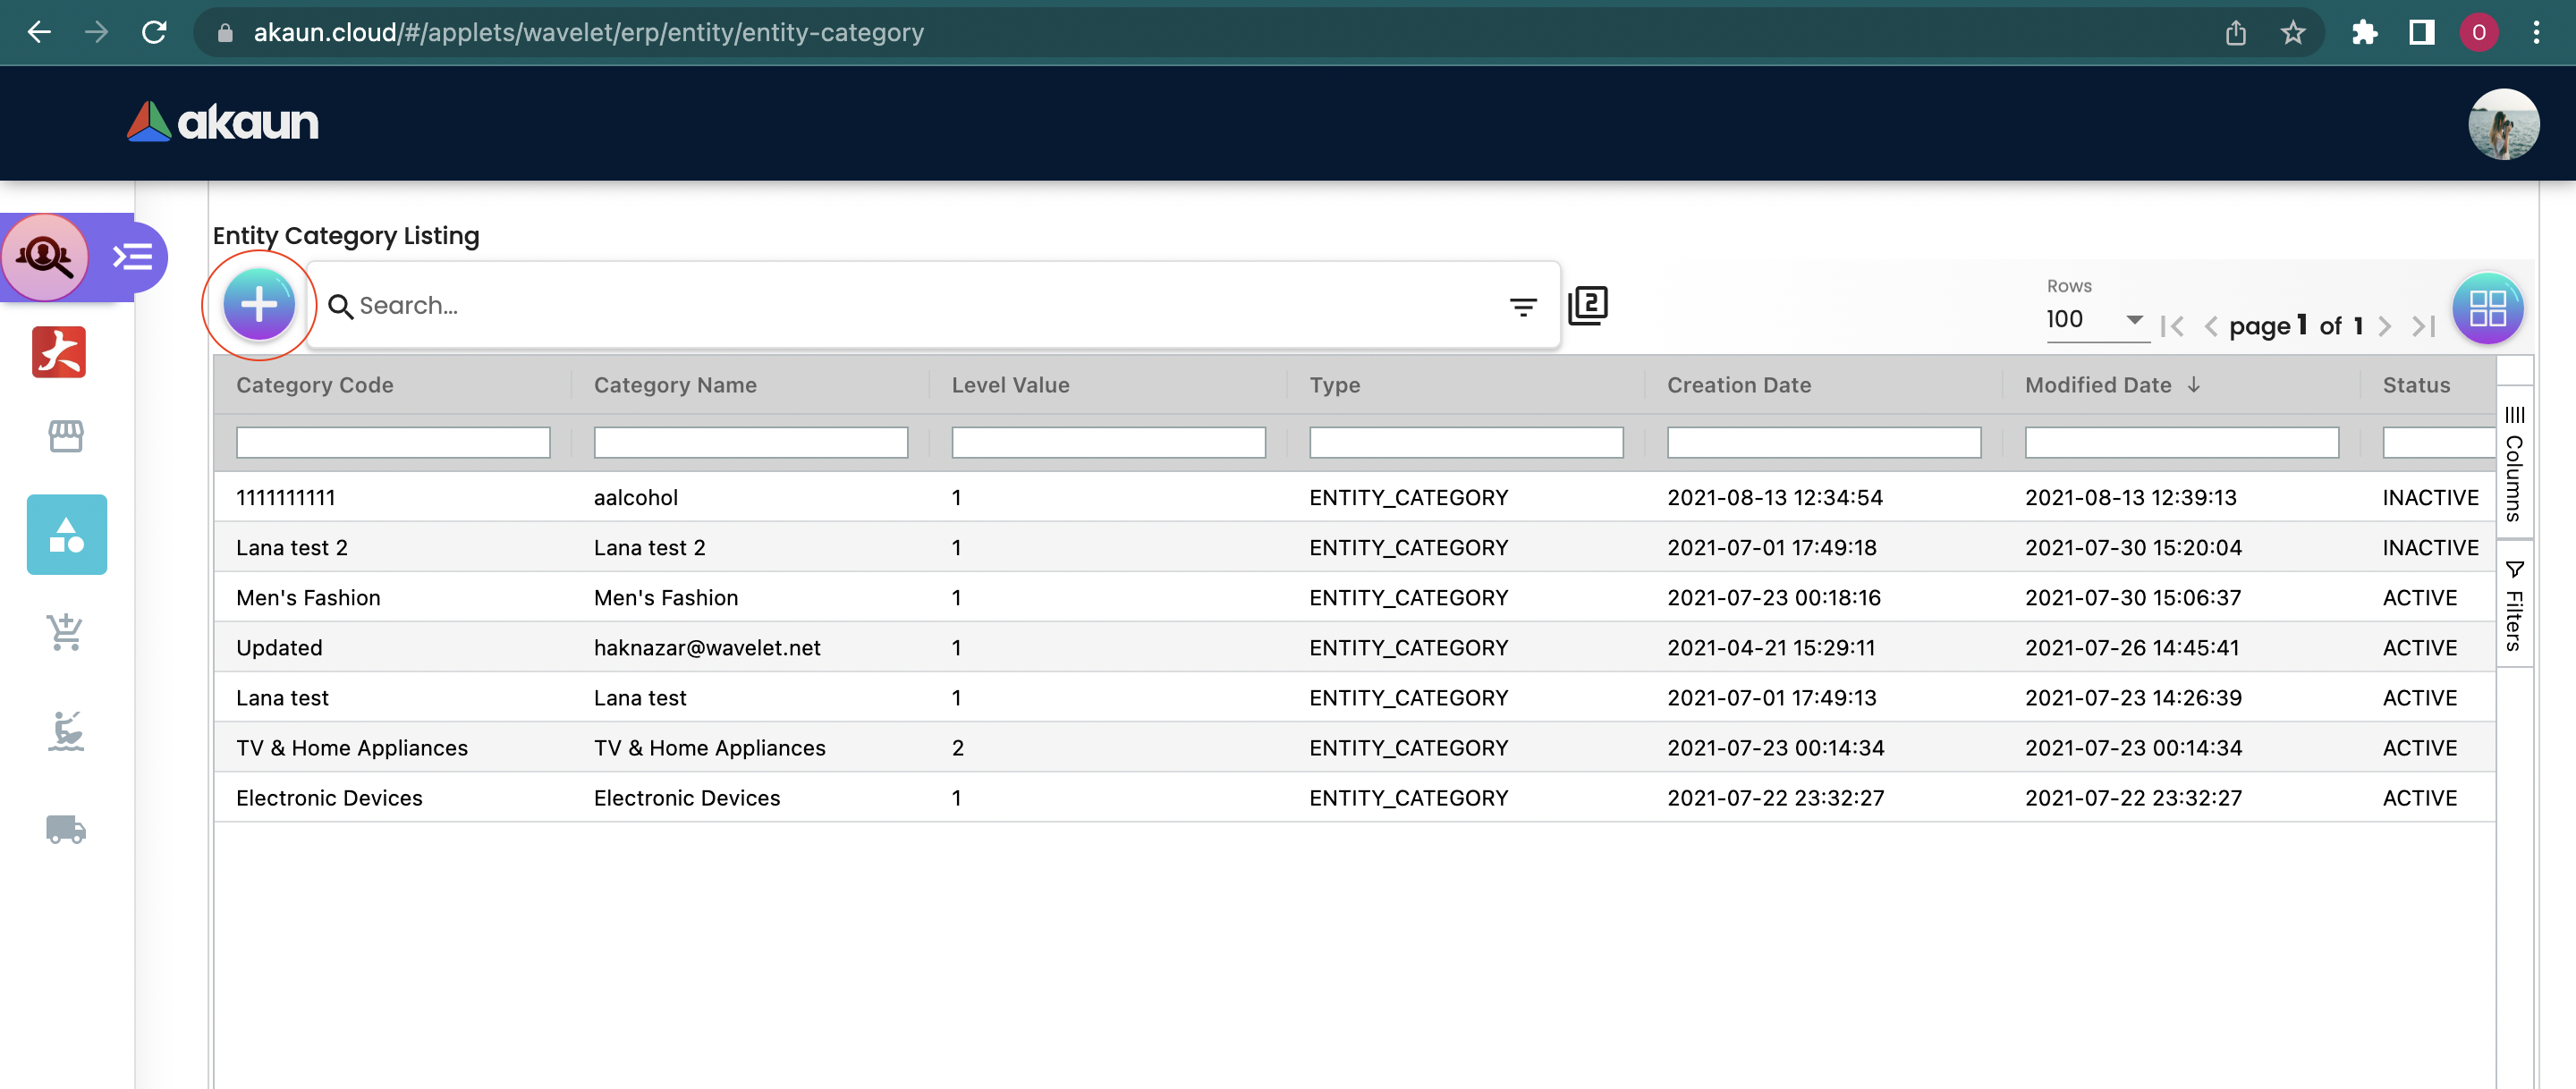 akaun.cloud/#/applets/wavelet/erp/entity/entity-category
O
akaun
Entity Category Listing
Search...
2
Rows
100
page 1 of 1
Category Code Category Name Level Value Type Creation Date Modified Date Status
1111111111 aalcohol 1 ENTITY_CATEGORY 2021-08-13 12:34:54 2021-08-13 12:39:13 INACTIVE
Lana test 2 Lana test 2 1 ENTITY_CATEGORY 2021-07-01 17:49:18 2021-07-30 15:20:04 INACTIVE
Men's Fashion Men's Fashion 1 ENTITY_CATEGORY 2021-07-23 00:18:16 2021-07-30 15:06:37 ACTIVE
Updated haknazar@wavelet.net 1 ENTITY_CATEGORY 2021-04-21 15:29:11 2021-07-26 14:45:41 ACTIVE
Lana test Lana test 1 ENTITY_CATEGORY 2021-07-01 17:49:13 2021-07-23 14:26:39 ACTIVE
TV & Home Appliances TV & Home Appliances 2 ENTITY_CATEGORY 2021-07-23 00:14:34 2021-07-23 00:14:34 ACTIVE
Electronic Devices Electronic Devices 1 ENTITY_CATEGORY 2021-07-22 23:32:27 2021-07-22 23:32:27 ACTIVE
Columns
Filters